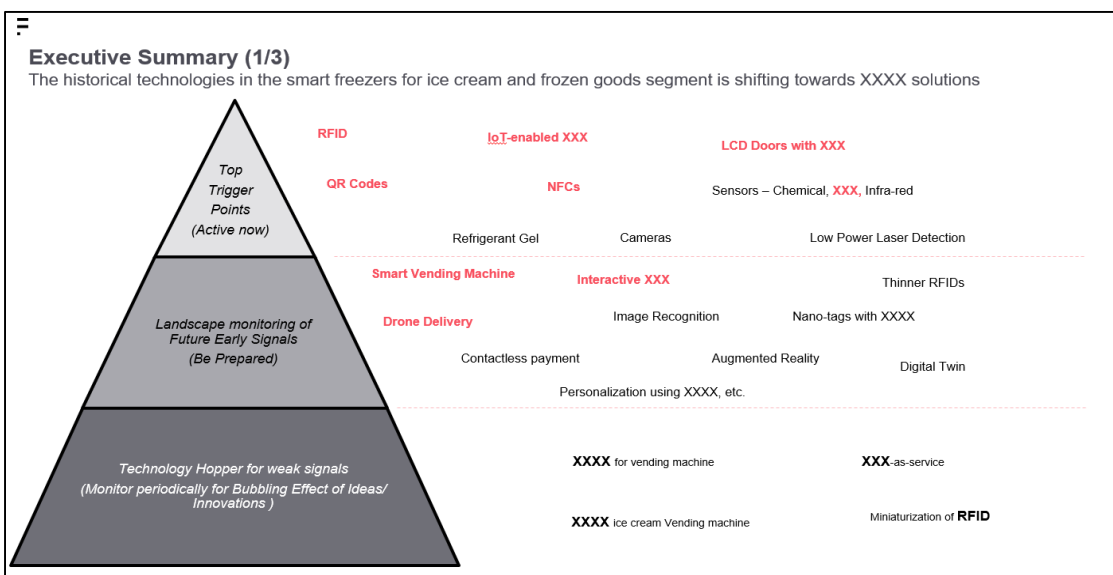 Executive Summary (1/3)
The historical technologies in the smart freezers for ice cream and frozen goods segment is shifting towards XXXX solutions
Top
Trigger
Points
(Active now)
RFID
IoT-enabled XXX
LCD Doors with XXX
QR Codes
NFCs
Sensors – Chemical, XXX, Infra-red
Refrigerant Gel
Cameras
Low Power Laser Detection
Landscape monitoring of
Future Early Signals
(Be Prepared)
Smart Vending Machine
Interactive XXX
Thinner RFIDs
Drone Delivery
Image Recognition
Nano-tags with XXXX
Contactless payment
Augmented Reality
Digital Twin
Personalization using XXXX, etc.
Technology Hopper for weak signals
(Monitor periodically for Bubbling Effect of Ideas/
Innovations )
XXXX for vending machine
XXX-as-service
XXXX ice cream Vending machine
Miniaturization of RFID